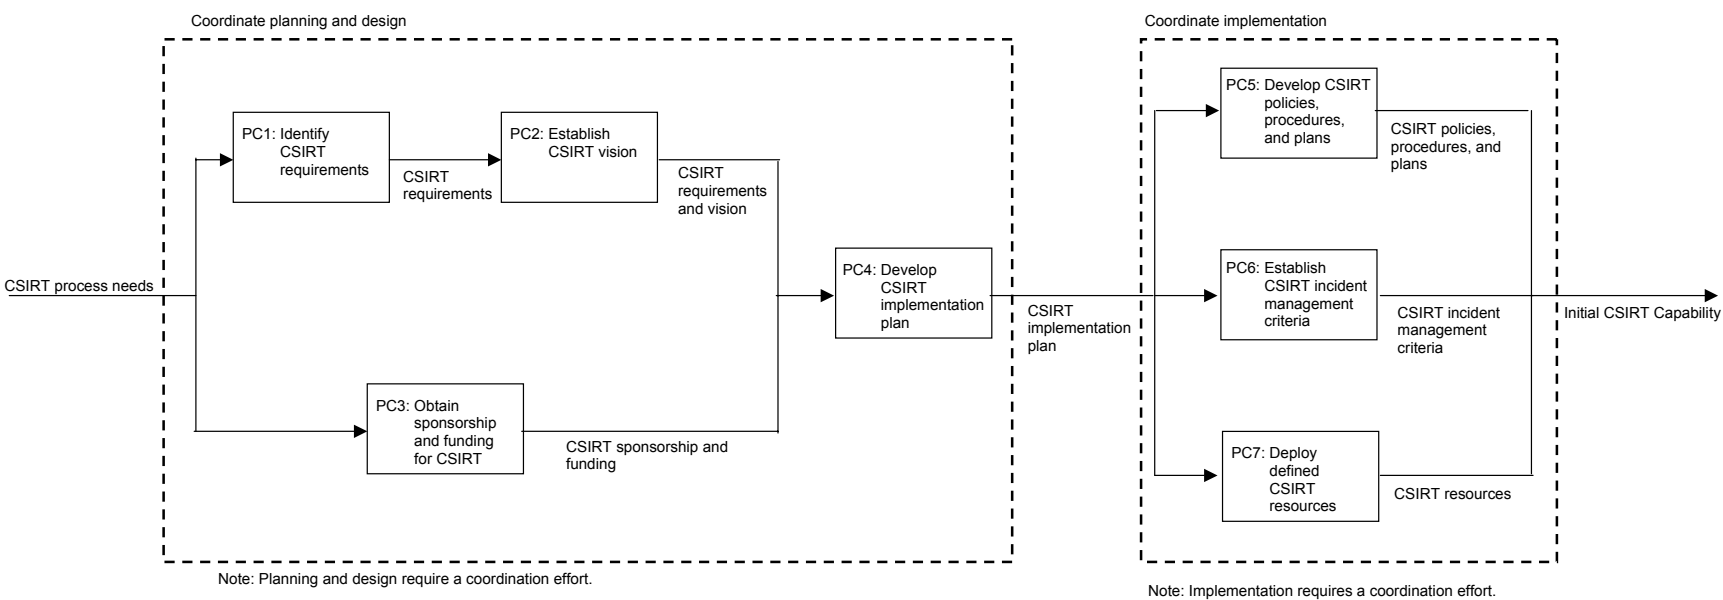 Coordinate planning and design
Coordinate implementation
PC1: Identify
CSIRT
requirements
CSIRT
requirements
PC2: Establish
CSIRT vision
CSIRT
requirements
and vision
CSIRT process needs
PC3: Obtain
sponsorship
and funding
for CSIRT
CSIRT sponsorship and
funding
PC4: Develop
CSIRT
implementation
plan
CSIRT
implementation
plan
PC5: Develop CSIRT
policies,
procedures,
and plans
CSIRT policies,
procedures, and
plans
PC6: Establish
CSIRT incident
management
criteria
CSIRT incident
management
criteria
PC7: Deploy
defined
CSIRT
resources
CSIRT resources
Initial CSIRT Capability
Note: Planning and design require a coordination effort.
Note: Implementation requires a coordination effort.